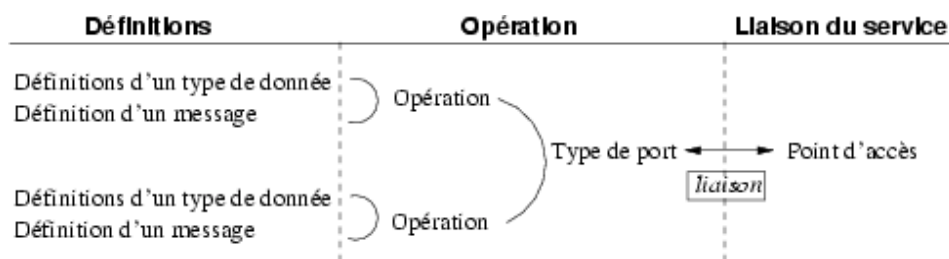 Définitions
Opération
Liaison du service
Définitions d'un type de donnée
Définition d'un message
Opération
Type de port
Point d'accès
liaison
Définitions d'un type de donnée
Définition d'un message
Opération